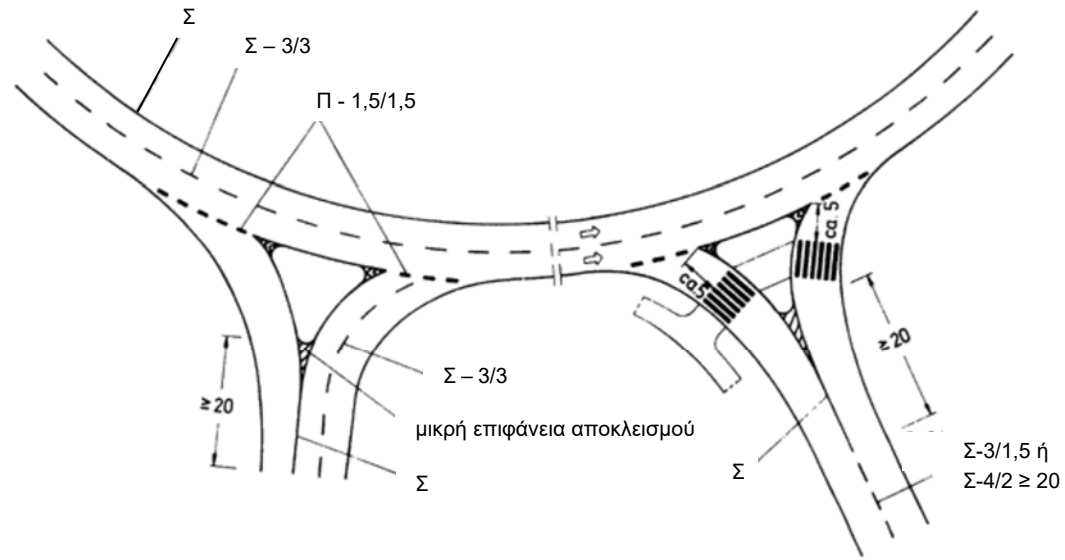 Σ
Σ – 3/3
Π - 1,5/1,5
ca. 5
ca.5
≥ 20
≥ 20
Σ – 3/3
μικρή επιφάνεια αποκλεισμού
Σ
Σ
Σ-3/1,5 ή
Σ-4/2 ≥ 20